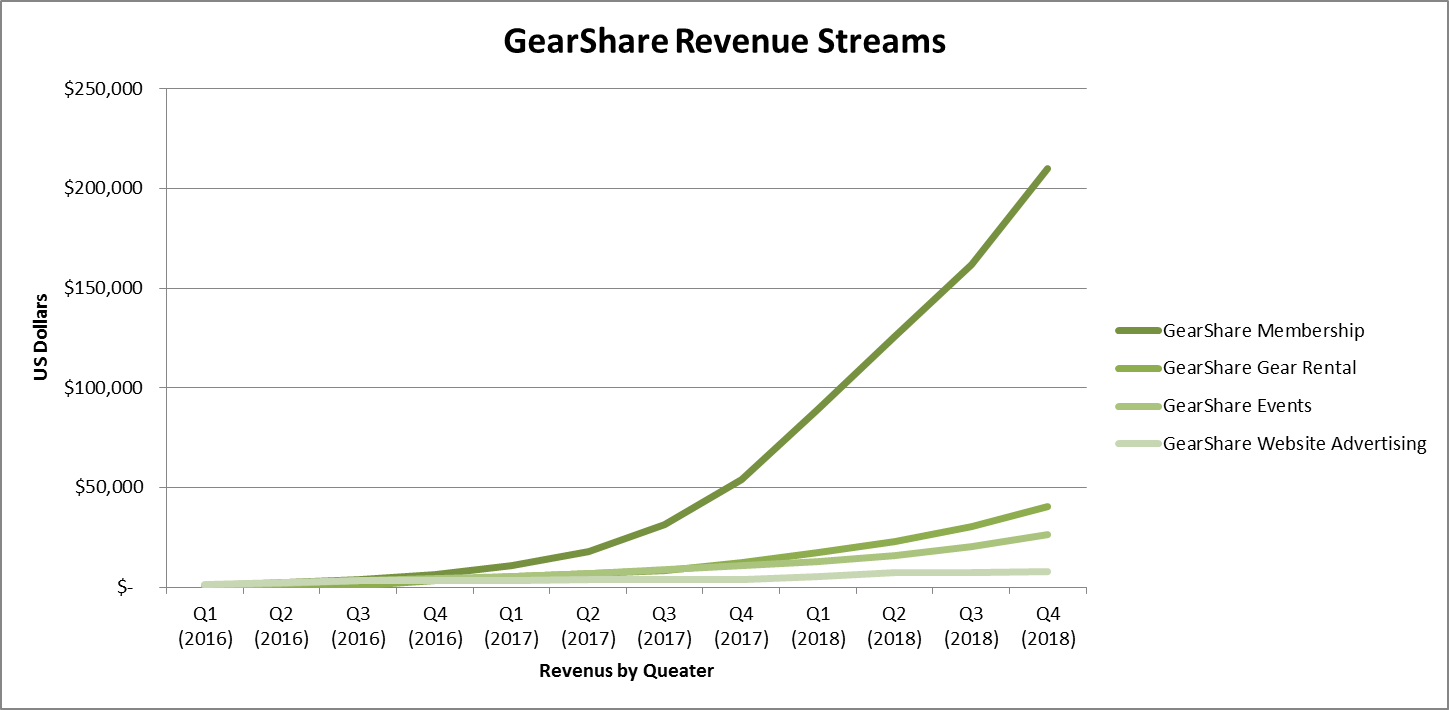 GearShare Revenue Streams
$250,000
$200,000
$150,000
$100,000
$50,000
$-
US Dollars
Q1 Q2 Q3 Q4 Q1 Q2 Q3 Q4 Q1 Q2 Q3 Q4
(2016) (2016) (2016) (2016) (2017) (2017) (2017) (2017) (2018) (2018) (2018) (2018)
Revenus by Queater
GearShare Membership
GearShare Gear Rental
GearShare Events
GearShare Website Advertising